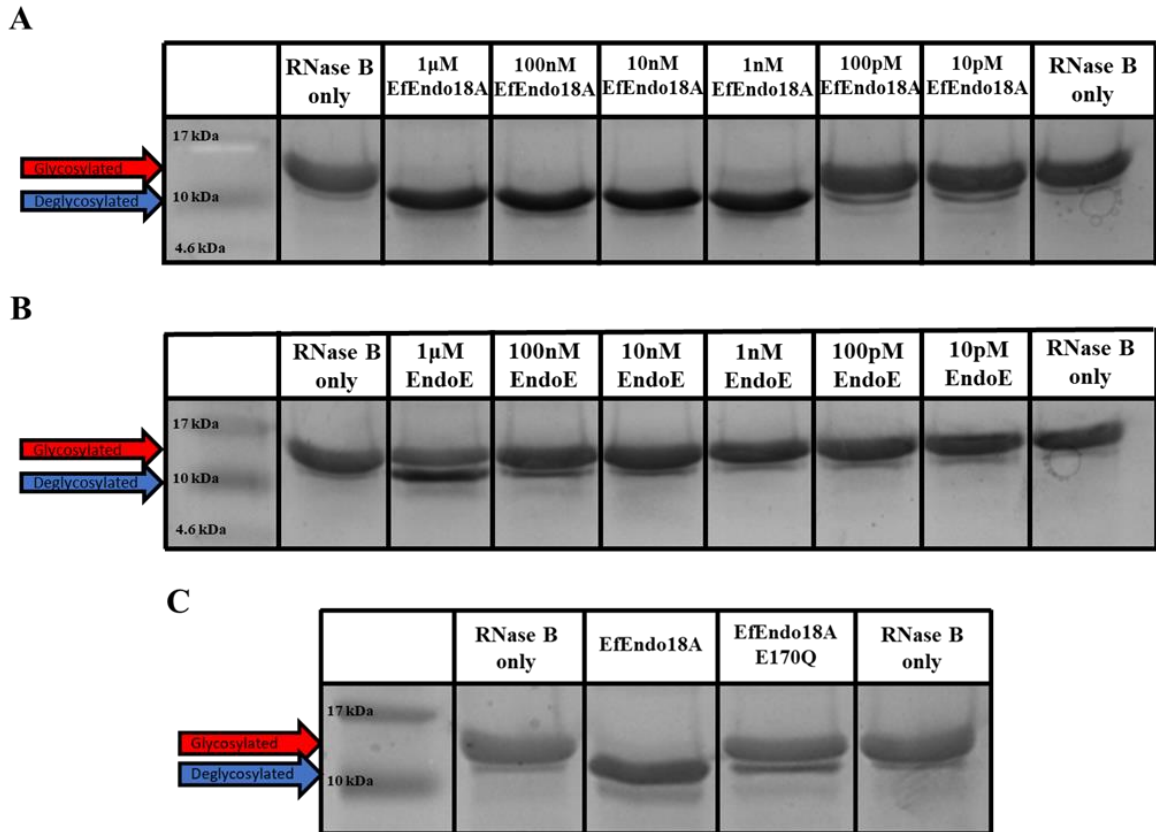 A
RNase B
only
1µM
EfEndo18A
100nM
EfEndo18A
10nM
EfEndo18A
1nM
EfEndo18A
100pM
EfEndo18A
10pM
EfEndo18A
RNase B
only
17 kDa
Glycosylated
Deglycosylated
10 kDa
4.6 kDa
B
RNase B
only
1µM
EndoE
100nM
EndoE
10nM
EndoE
1nM
EndoE
100pM
EndoE
10pM
EndoE
RNase B
only
17 kDa
Glycosylated
Deglycosylated
10 kDa
4.6 kDa
C
RNase B
only
EfEndo18A
EfEndo18A
E170Q
RNase B
only
17 kDa
Glycosylated
Deglycosylated
10 kDa